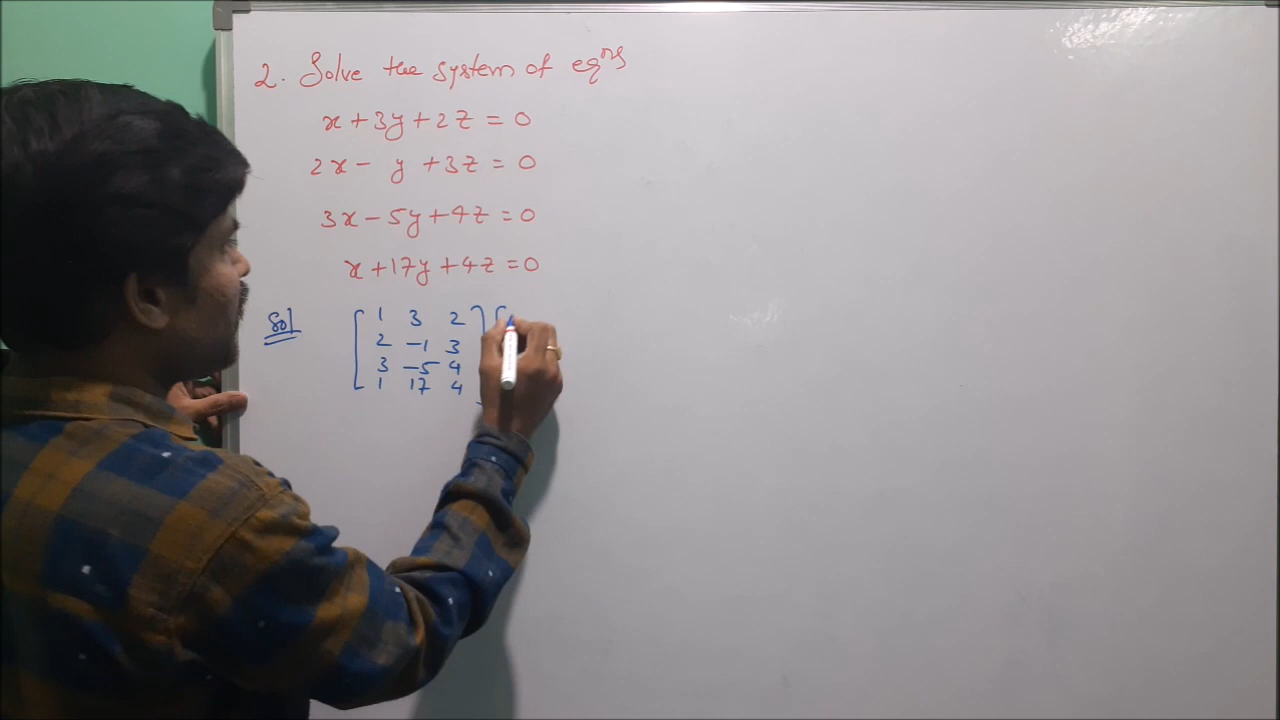 2. Solve the system of eqns
x + 3y + 2z = 0
2x - y + 3z = 0
3x - 5y + 4z = 0
x + 17y + 4z = 0
Sol
1 3 2
2 -1 3
3 -5 4
1 17 4